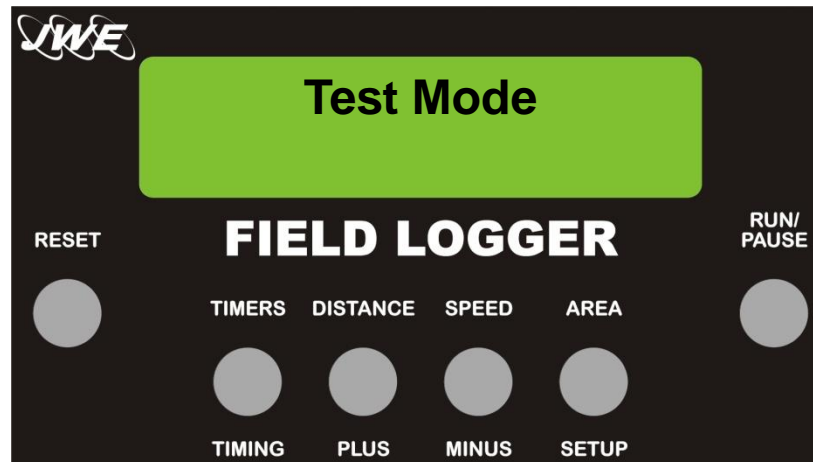 JWE
Test Mode
FIELD LOGGER
RESET
RUN/
PAUSE
TIMERS DISTANCE SPEED AREA
TIMING PLUS MINUS SETUP